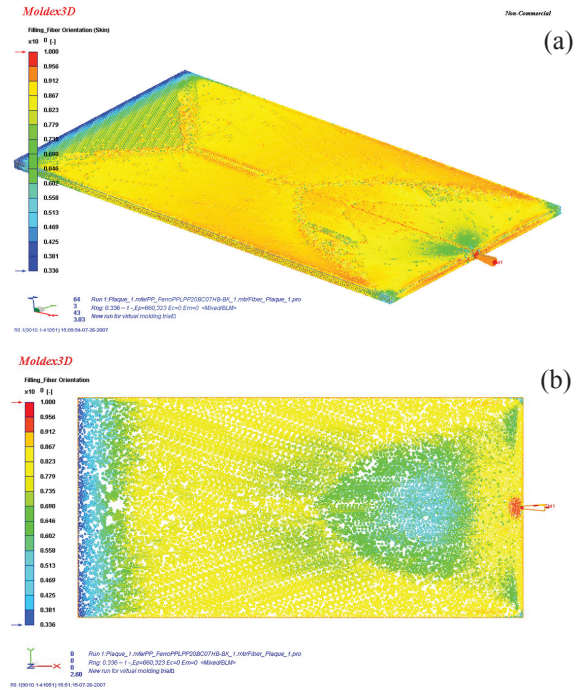 Moldex3D
Non-Commercial
(a)
Filling_Fiber Orientation (Skin)
x10 0 [-]
1.000
0.956
0.912
0.867
0.823
0.779
0.735
0.690
0.646
0.602
0.558
0.513
0.469
0.425
0.381
0.336
64
3
43
3.03
Run 1:Plaque_1.mfe/PP_FerroPPLPP20BC07HB-BK_1.mtr/Fiber_Plaque_1.pro
Rng: 0.336 ~ 1 -,Ep=660,323 Ec=0 Em=0 <Mixed/BLM>
New run for virtual molding trial
Moldex3D
(b)
Filling_Fiber Orientation
x10 0 [-]
1.000
0.956
0.912
0.867
0.823
0.779
0.735
0.690
0.646
0.602
0.558
0.513
0.469
0.425
0.381
0.336
0
0
0
2.60
Run 1:Plaque_1.mfe/PP_FerroPPLPP20BC07HB-BK_1.mtr/Fiber_Plaque_1.pro
Rng: 0.336 ~ 1 -,Ep=660,323 Ec=0 Em=0 <Mixed/BLM>
New run for virtual molding trial